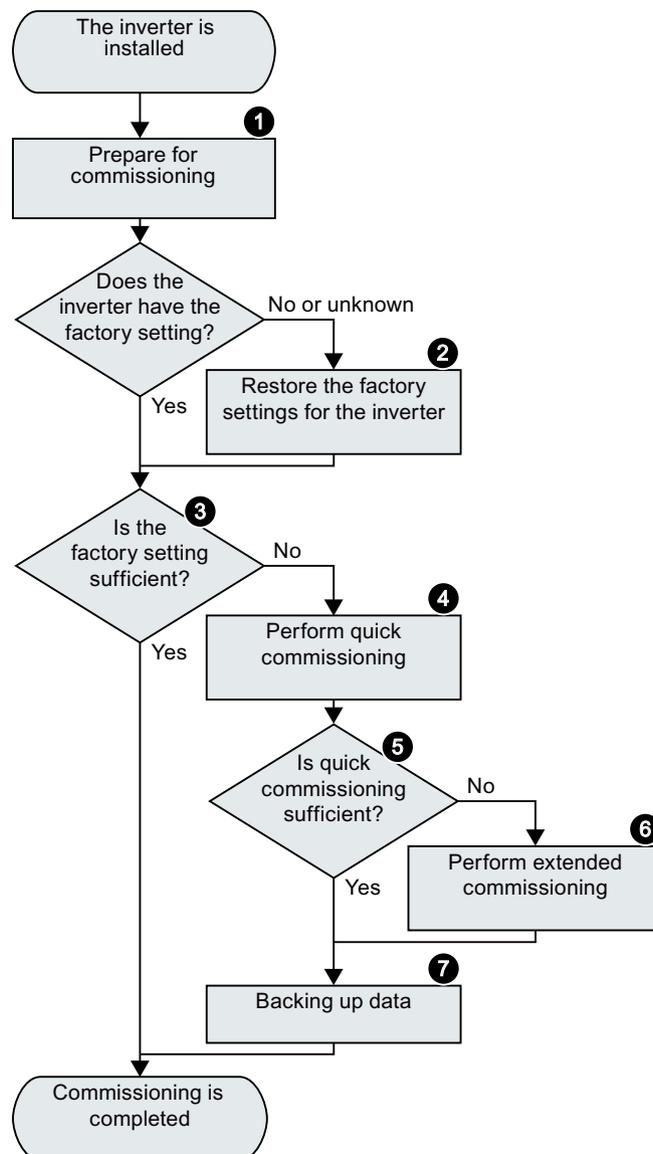 The inverter is
installed
1
Prepare for
commissioning
Does the
inverter have the
factory setting?
No or unknown
2
Restore the factory
settings for the inverter
Yes
3
Is the
factory setting
sufficient?
No
4
Perform quick
commissioning
Yes
5
Is quick
commissioning
sufficient?
No
6
Perform extended
commissioning
Yes
7
Backing up data
Commissioning is
completed